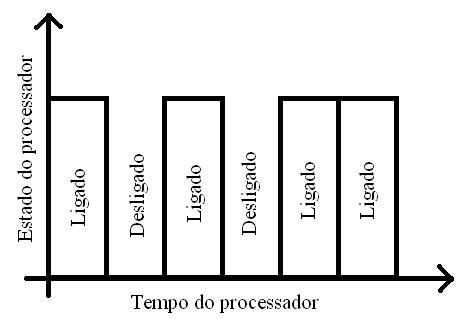 Estado do processador
Ligado
Desligado
Ligado
Desligado
Ligado
Ligado
Tempo do processador